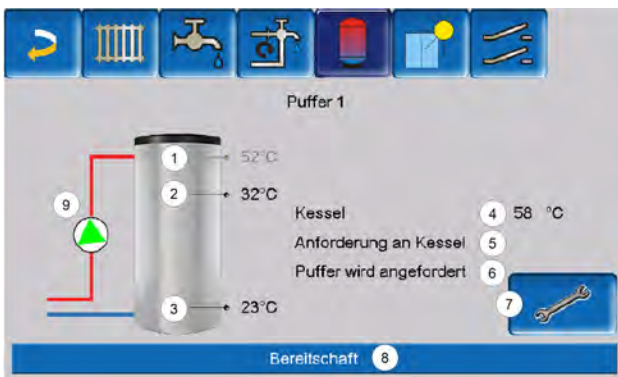 Puffer 1
1 52°C
2 32°C
9
Kessel 4 58 °C
Anforderung an Kessel 5
Puffer wird angefordert 6
3 23°C
7
Bereitschaft 8